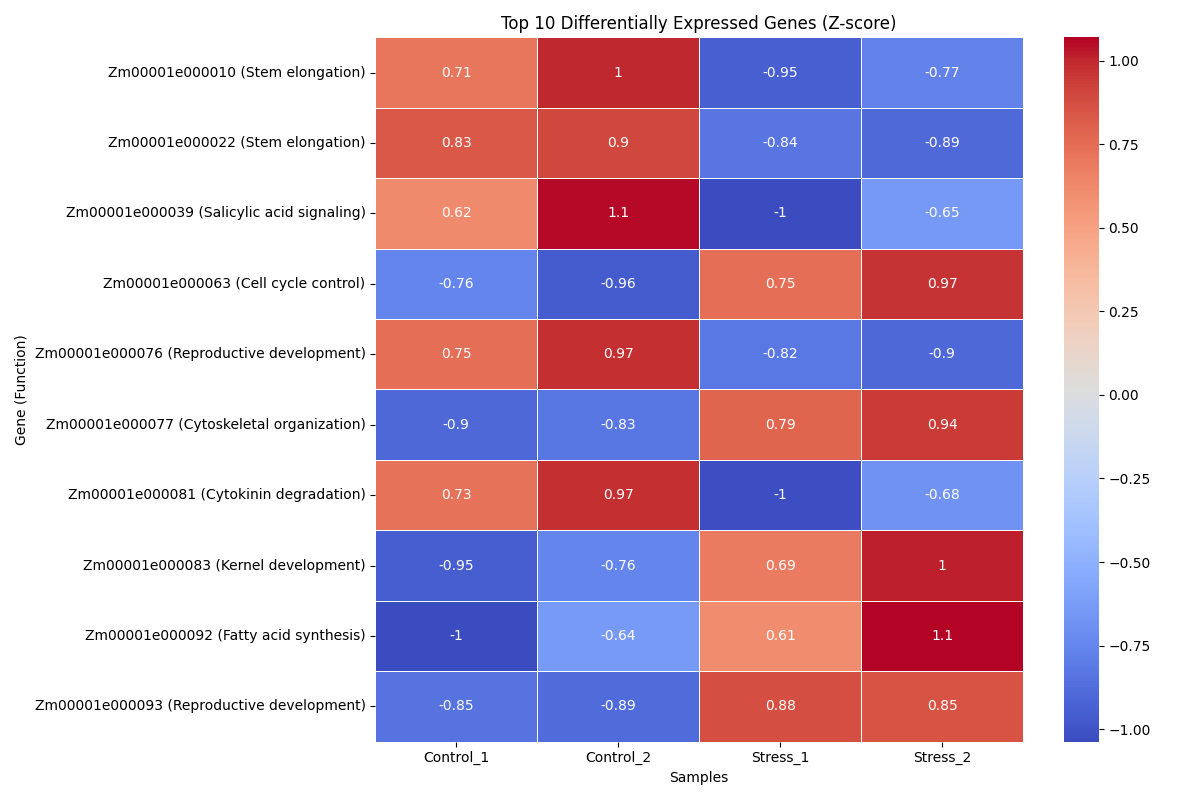 Top 10 Differentially Expressed Genes (Z-score)
Gene (Function)
Zm00001e000010 (Stem elongation) 0.71 1 -0.95 -0.77
Zm00001e000022 (Stem elongation) 0.83 0.9 -0.84 -0.89
Zm00001e000039 (Salicylic acid signaling) 0.62 1.1 -1 -0.65
Zm00001e000063 (Cell cycle control) -0.76 -0.96 0.75 0.97
Zm00001e000076 (Reproductive development) 0.75 0.97 -0.82 -0.9
Zm00001e000077 (Cytoskeletal organization) -0.9 -0.83 0.79 0.94
Zm00001e000081 (Cytokinin degradation) 0.73 0.97 -1 -0.68
Zm00001e000083 (Kernel development) -0.95 -0.76 0.69 1
Zm00001e000092 (Fatty acid synthesis) -1 -0.64 0.61 1.1
Zm00001e000093 (Reproductive development) -0.85 -0.89 0.88 0.85
Control_1 Control_2 Stress_1 Stress_2
Samples
1.00
0.75
0.50
0.25
0.00
−0.25
−0.50
−0.75
−1.00